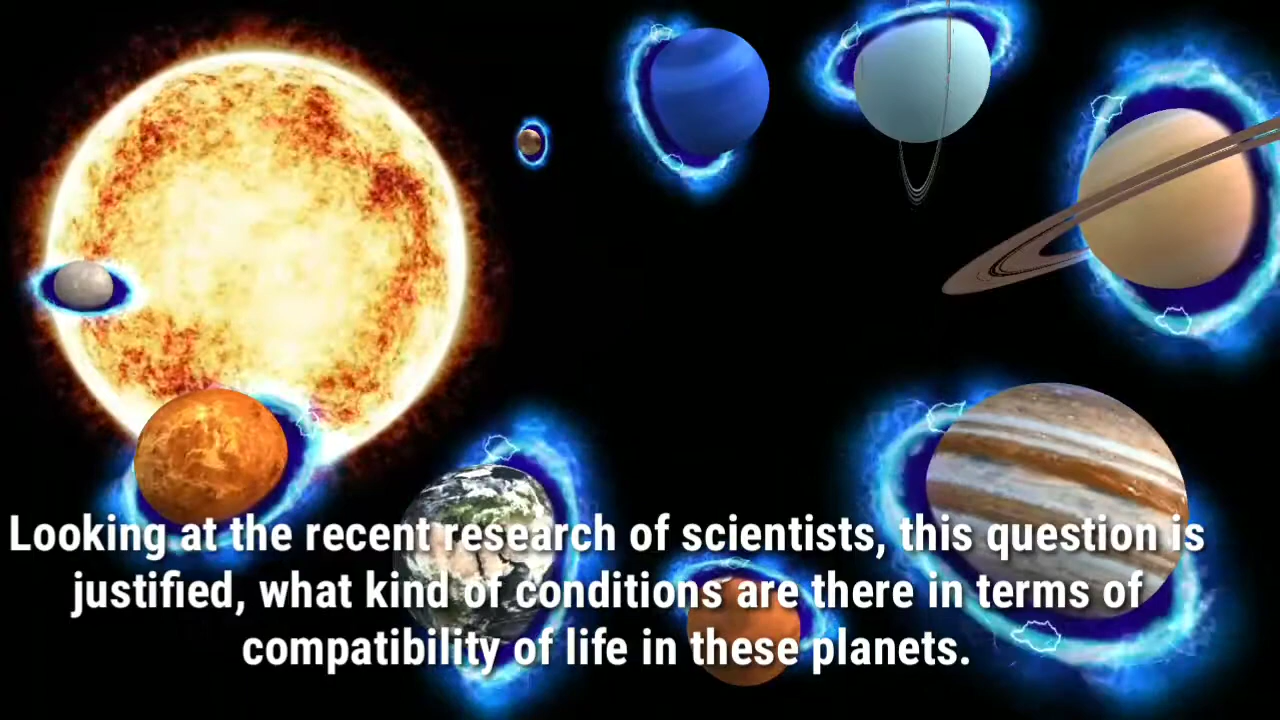 Looking at the recent research of scientists, this question is
justified, what kind of conditions are there in terms of
compatibility of life in these planets.